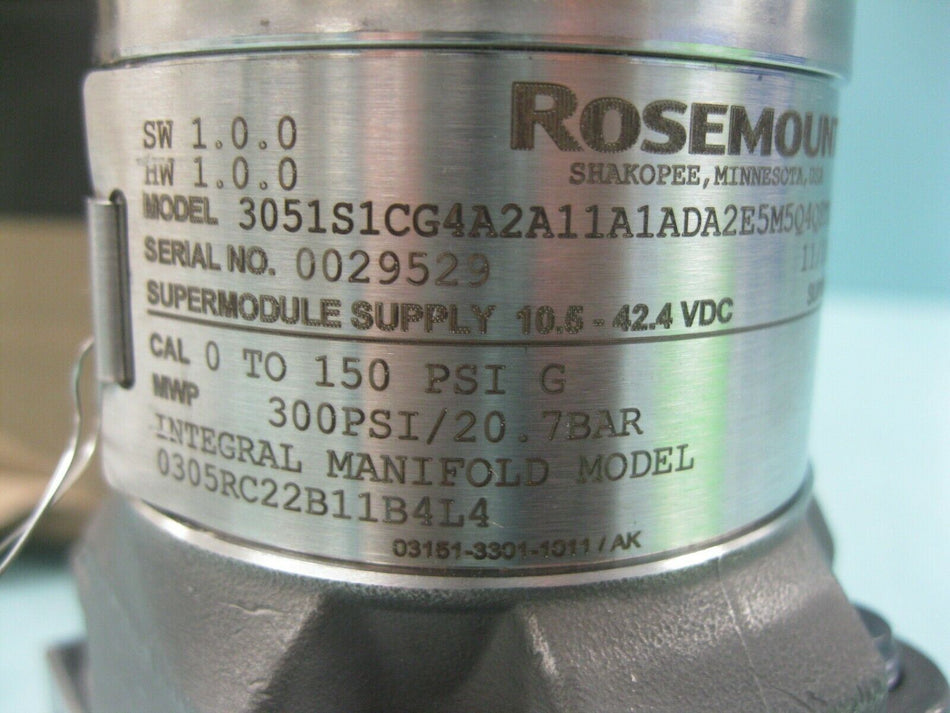 ROSEMOUNT
SHAKOPEE, MINNESOTA, USA
SW 1.0.0
HW 1.0.0
MODEL 3051S1CG4A2A11A1ADA2E5M5Q4
SERIAL NO. 0029529
SUPERMODULE SUPPLY 10.5 - 42.4 VDC
CAL 0 TO 150 PSI G
MWP 300PSI/20.7BAR
INTEGRAL MANIFOLD MODEL
0305RC22B11B4L4
03151-3301-1011 / AK